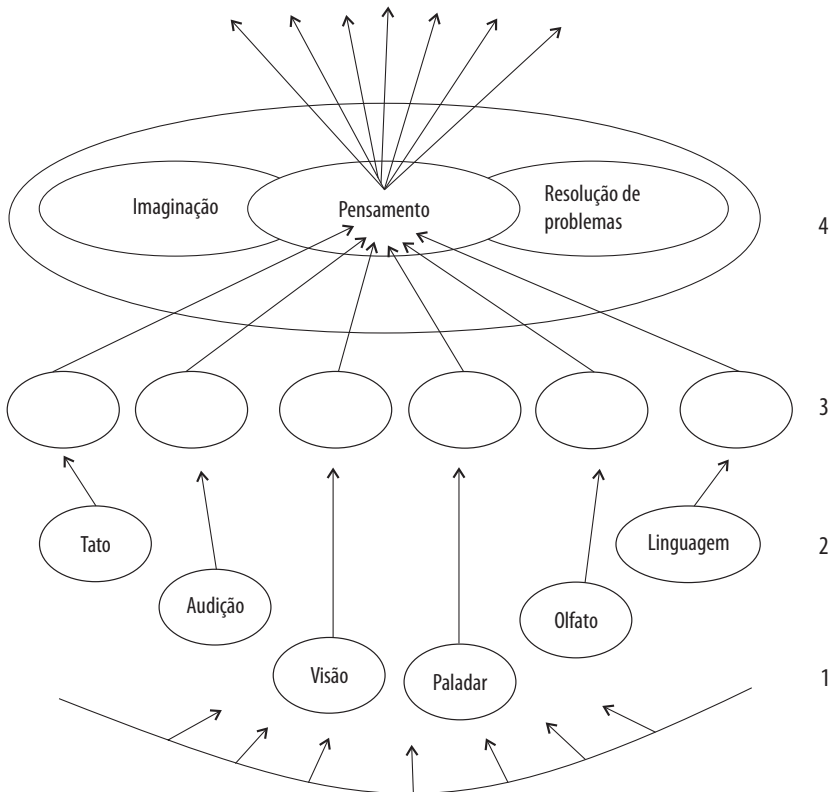 Imaginação
Pensamento
Resolução de
problemas
4
3
Tato
Linguagem
2
Audição
Olfato
Visão
Paladar
1